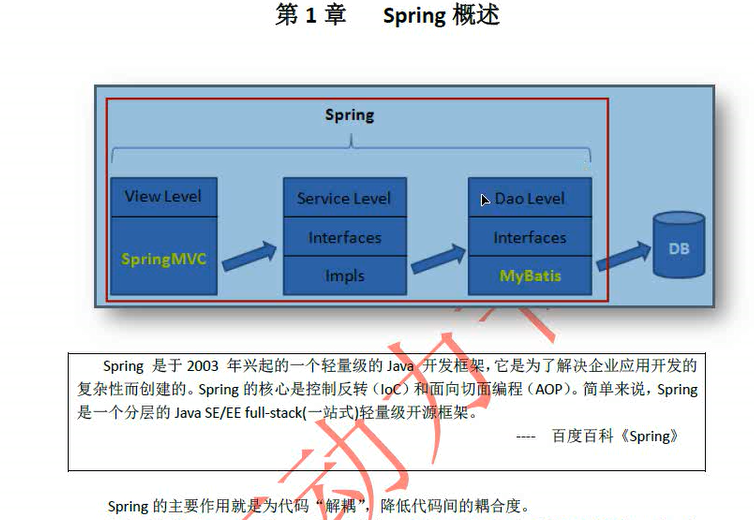 第 1 章 Spring 概述
Spring
View Level
Service Level
Dao Level
SpringMVC
Interfaces
Interfaces
Impls
MyBatis
DB
Spring 是于 2003 年兴起的一个轻量级的 Java 开发框架，它是为了解决企业应用开发的
复杂性而创建的。Spring 的核心是控制反转（IoC）和面向切面编程（AOP）。简单来说，Spring
是一个分层的 Java SE/EE full-stack(一站式)轻量级开源框架。
---- 百度百科《Spring》
Spring 的主要作用就是为代码“解耦”，降低代码间的耦合度。